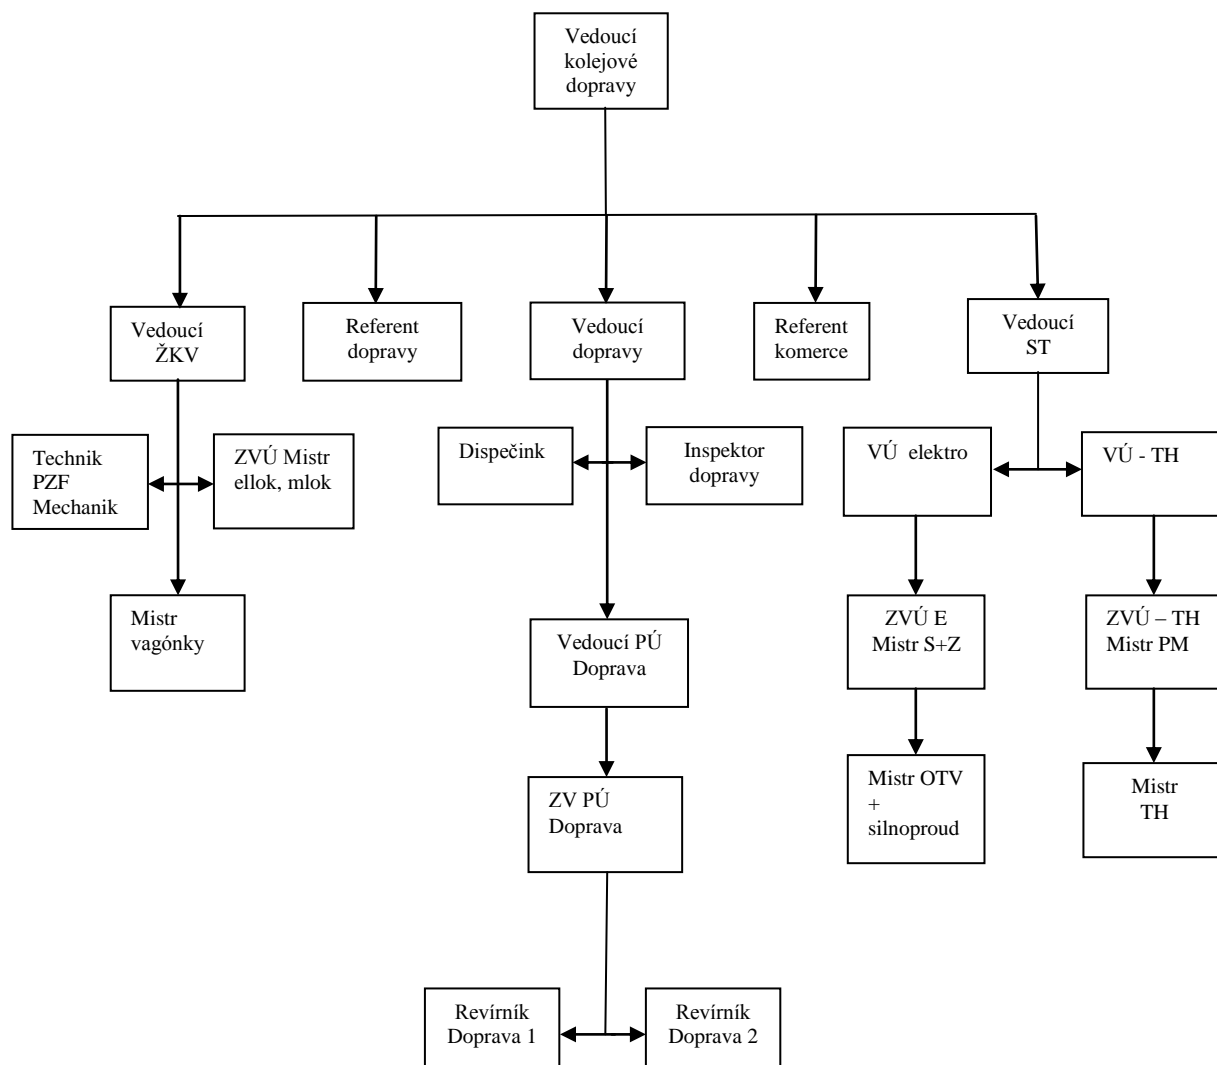 Vedoucí
kolejové
dopravy
Vedoucí
ŽKV
Referent
dopravy
Vedoucí
dopravy
Referent
komerce
Vedoucí
ST
Technik
PZF
Mechanik
ZVÚ Mistr
ellok, mlok
Dispečink
Inspektor
dopravy
VÚ elektro
VÚ - TH
Mistr
vagónky
Vedoucí PÚ
Doprava
ZVÚ E
Mistr S+Z
ZVÚ – TH
Mistr PM
ZV PÚ
Doprava
Mistr OTV
+
silnoproud
Mistr
TH
Revírník
Doprava 1
Revírník
Doprava 2